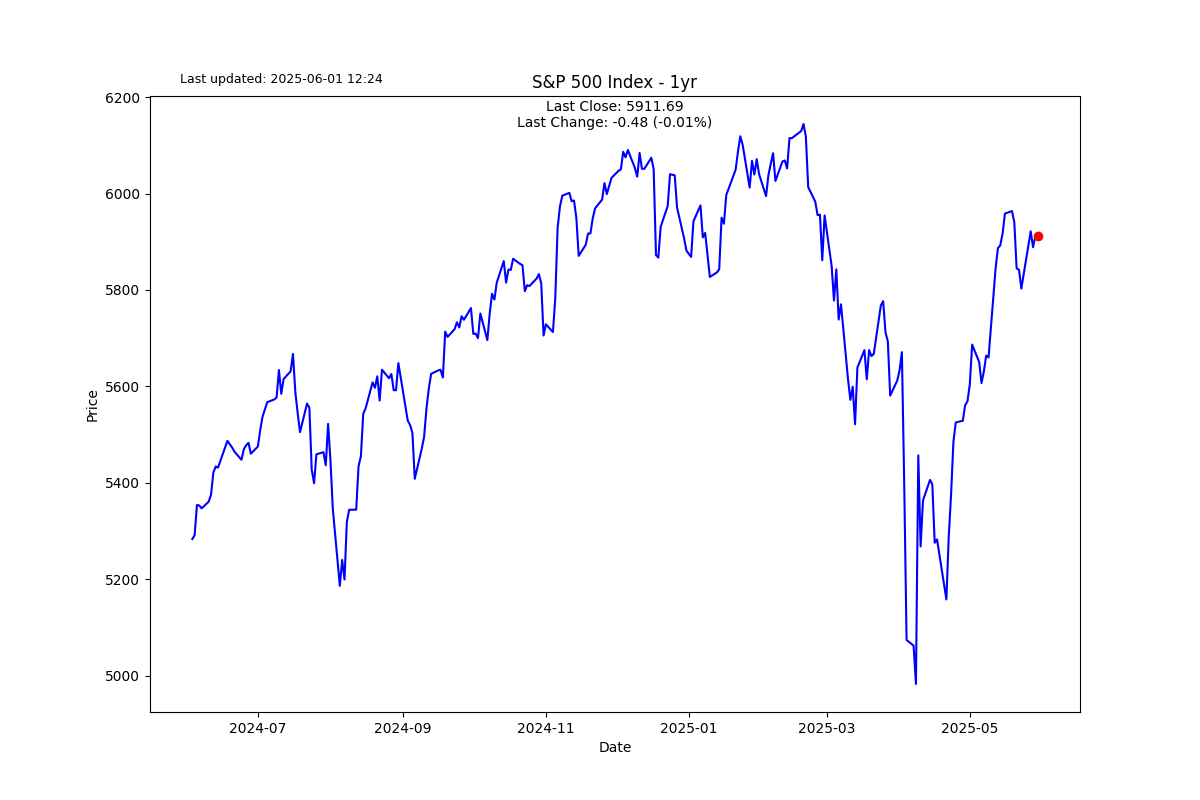 Last updated: 2025-06-01 12:24
S&P 500 Index - 1yr
Last Close: 5911.69
Last Change: -0.48 (-0.01%)
6200
6000
5800
5600
5400
5200
5000
Price
2024-07
2024-09
2024-11
2025-01
2025-03
2025-05
Date